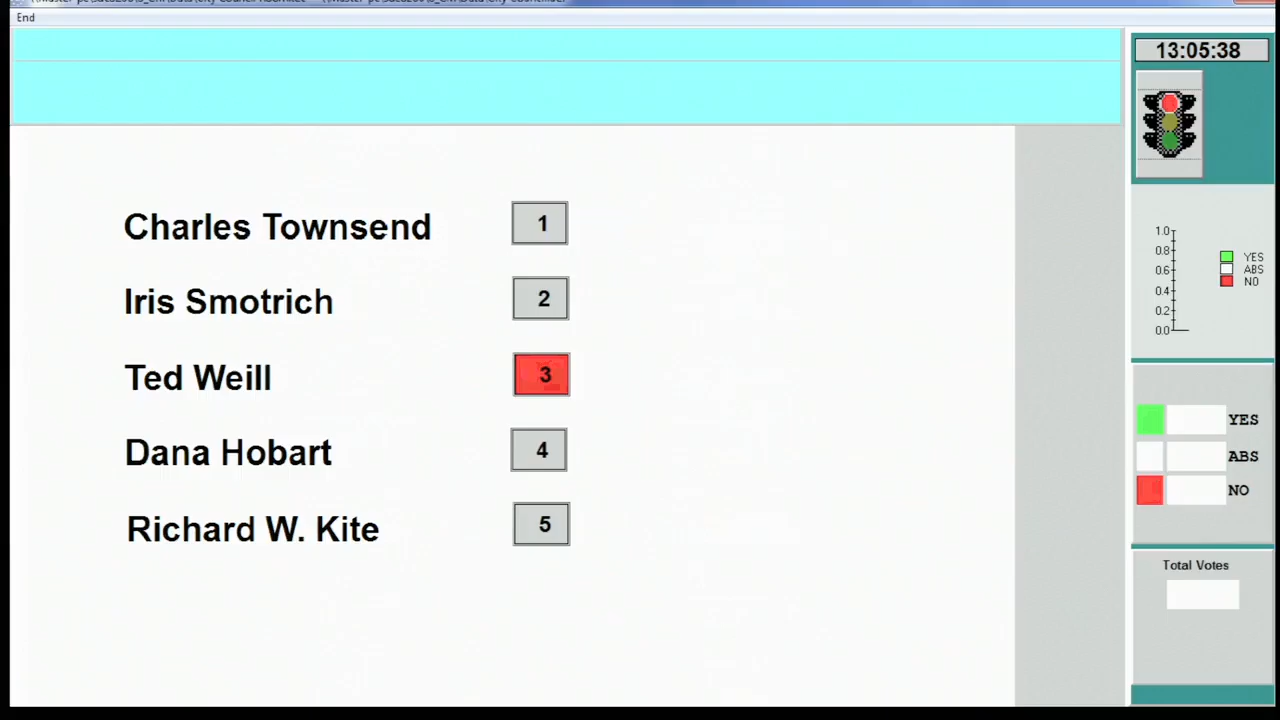 End
13:05:38
Charles Townsend 1
Iris Smotrich 2
Ted Weill 3
Dana Hobart 4
Richard W. Kite 5
1.0
0.8
0.6
0.4
0.2
0.0
YES
ABS
NO
YES
ABS
NO
Total Votes